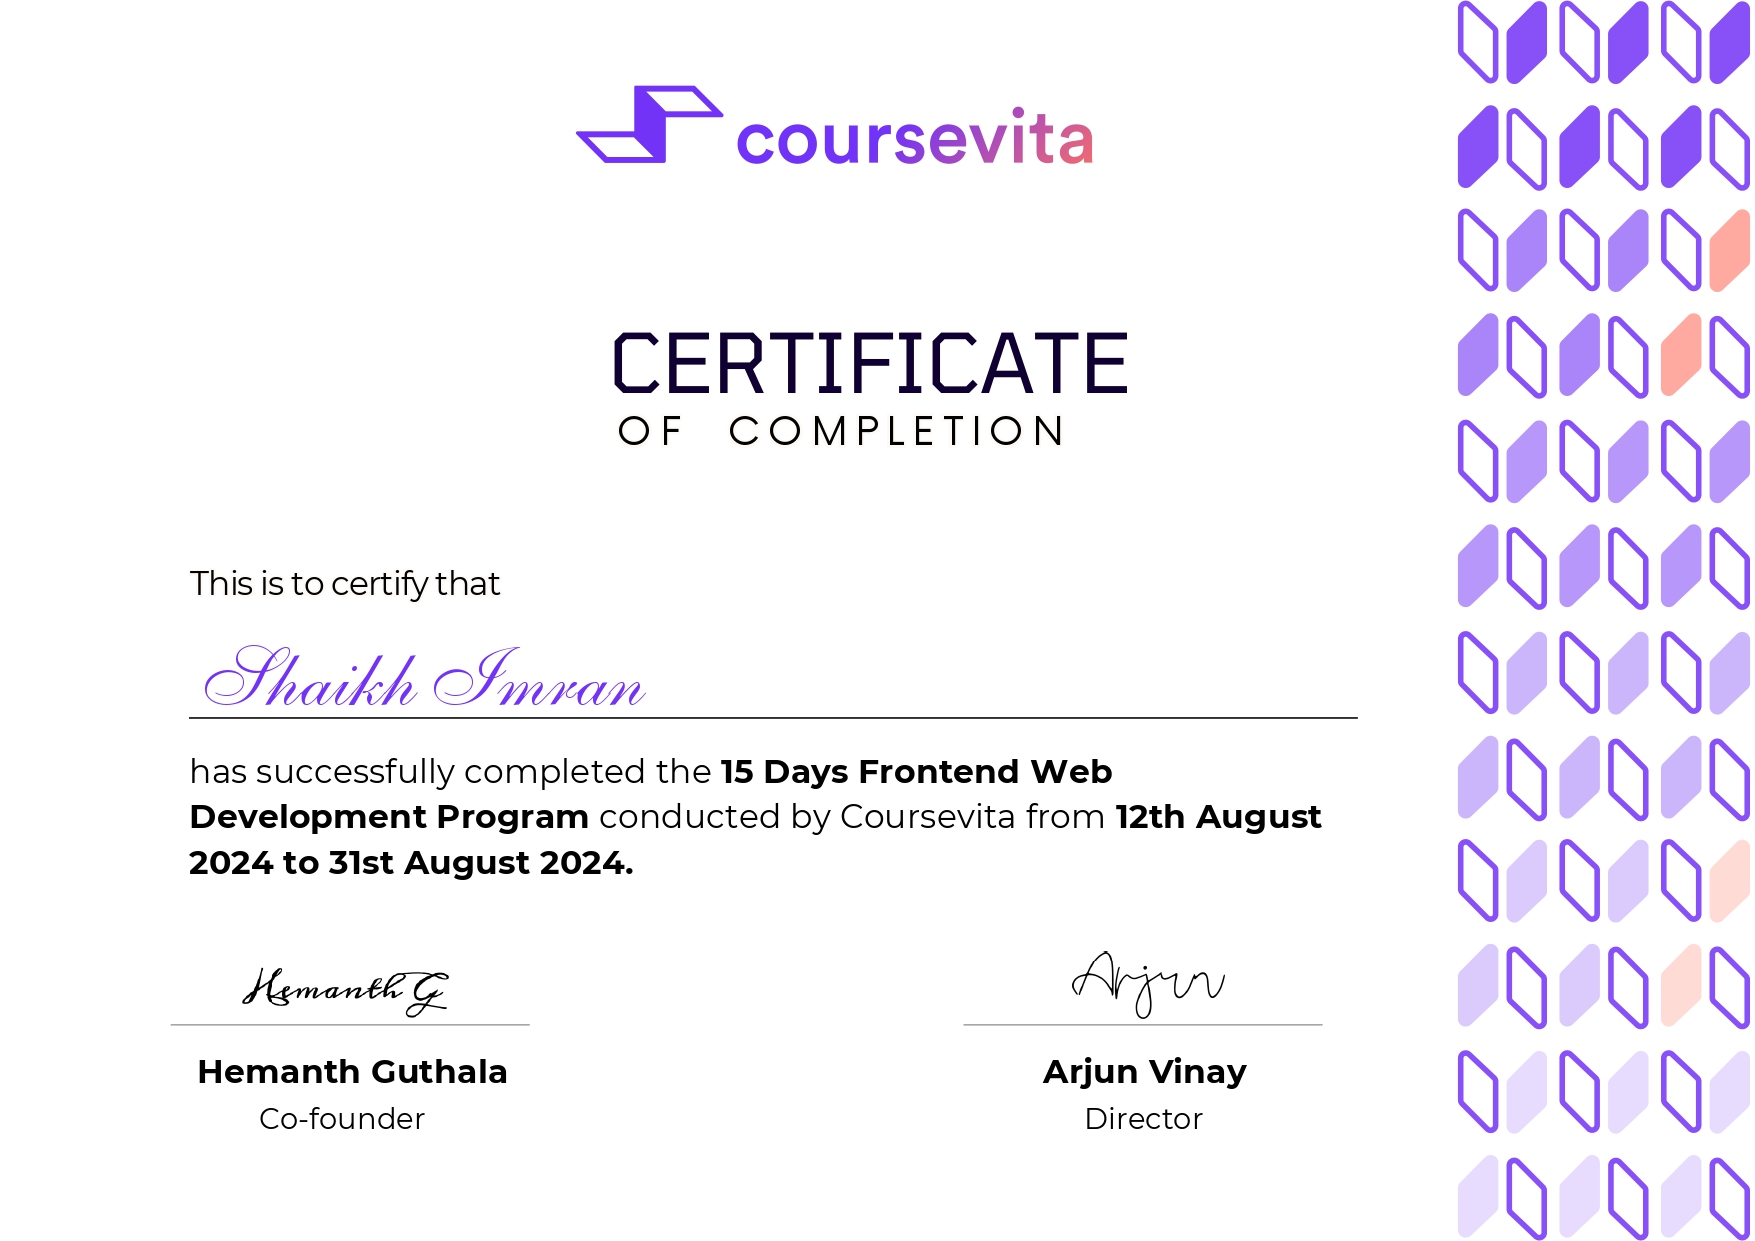 coursevita
CERTIFICATE
OF COMPLETION
This is to certify that
Shaikh Imran
has successfully completed the 15 Days Frontend Web
Development Program conducted by Coursevita from 12th August
2024 to 31st August 2024.
Hemanth G
Arjun
Hemanth Guthala
Arjun Vinay
Co-founder
Director